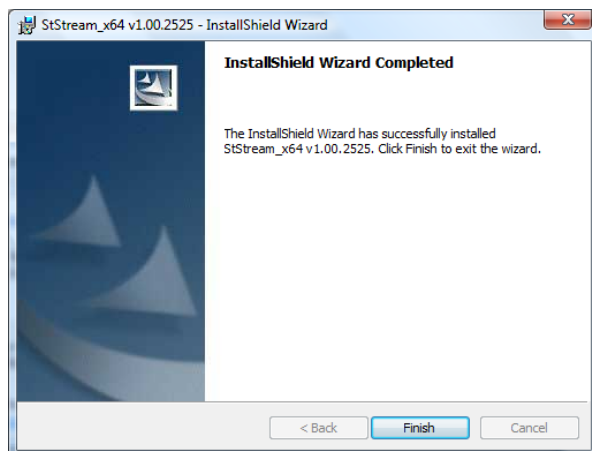 StStream_x64 v1.00.2525 - InstallShield Wizard
X
InstallShield Wizard Completed
The InstallShield Wizard has successfully installed
StStream_x64 v1.00.2525. Click Finish to exit the wizard.
< Back
Finish
Cancel